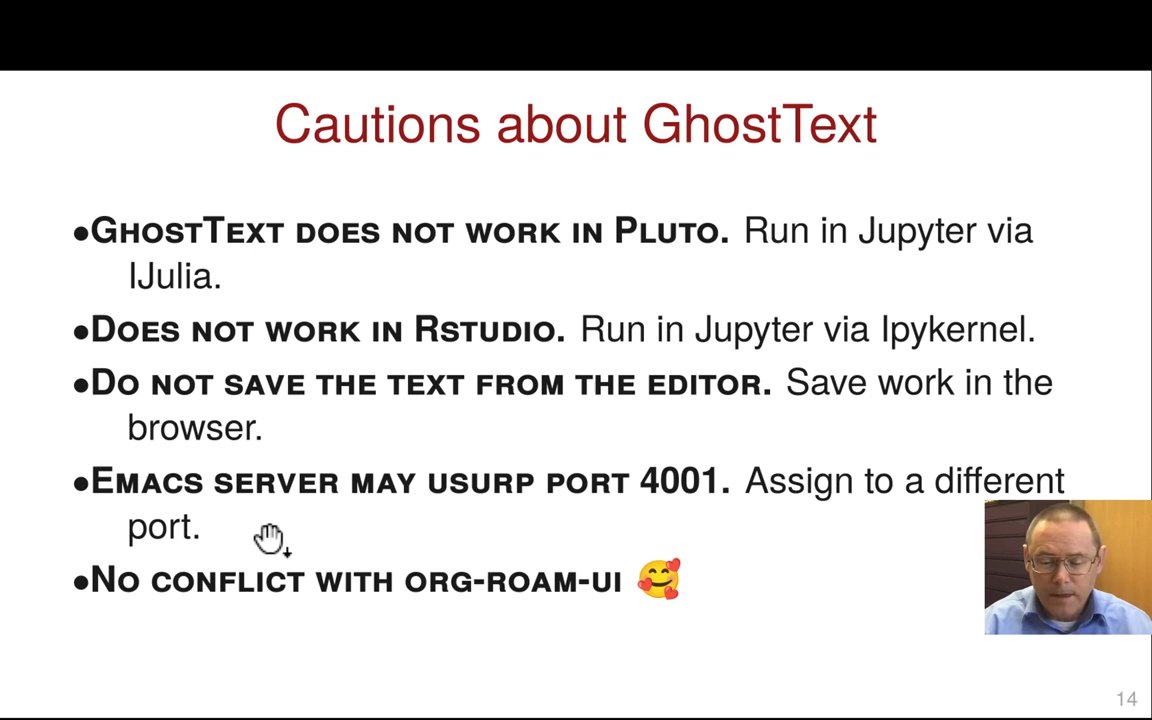 Cautions about GhostText
•GHOSTTEXT DOES NOT WORK IN PLUTO. Run in Jupyter via
IJulia.
•DOES NOT WORK IN RSTUDIO. Run in Jupyter via Ipykernel.
•DO NOT SAVE THE TEXT FROM THE EDITOR. Save work in the
browser.
•EMACS SERVER MAY USURP PORT 4001. Assign to a different
port.
•NO CONFLICT WITH ORG-ROAM-UI 🥰
14